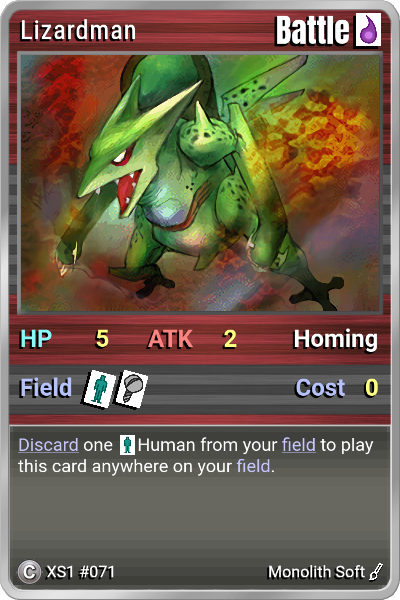 Lizardman Battle
HP 5 ATK 2 Homing
Field Cost 0
Discard one Human from your field to play
this card anywhere on your field.
C XS1 #071 Monolith Soft